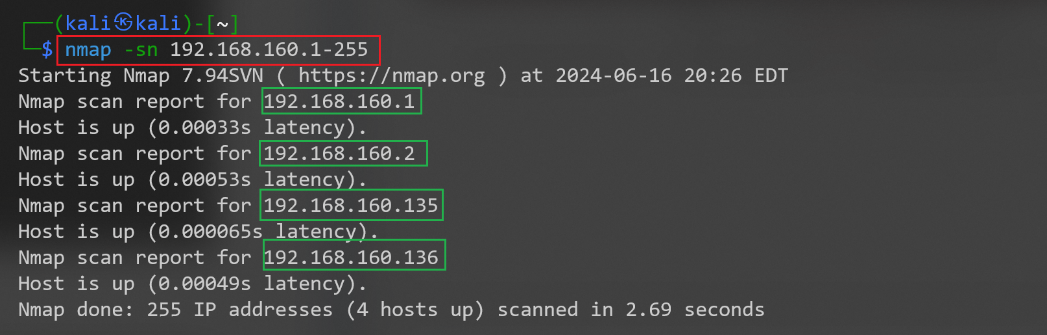 ┌──(kali㉿kali)-[~]
└─$ nmap -sn 192.168.160.1-255
Starting Nmap 7.94SVN ( https://nmap.org ) at 2024-06-16 20:26 EDT
Nmap scan report for 192.168.160.1
Host is up (0.00033s latency).
Nmap scan report for 192.168.160.2
Host is up (0.00053s latency).
Nmap scan report for 192.168.160.135
Host is up (0.000065s latency).
Nmap scan report for 192.168.160.136
Host is up (0.00049s latency).
Nmap done: 255 IP addresses (4 hosts up) scanned in 2.69 seconds